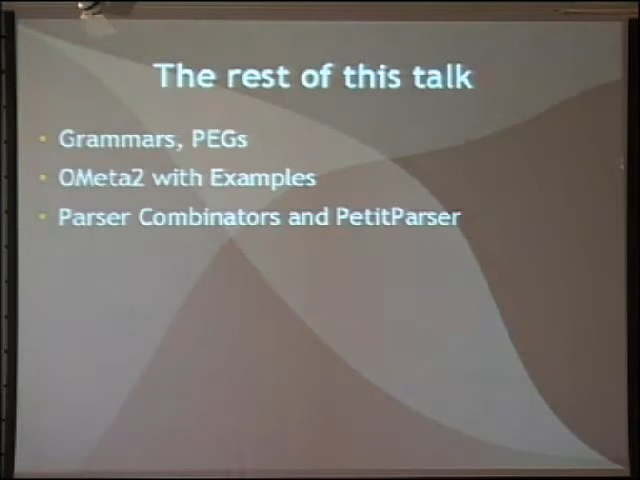 The rest of this talk
Grammars, PEGs
OMeta2 with Examples
Parser Combinators and PetitParser